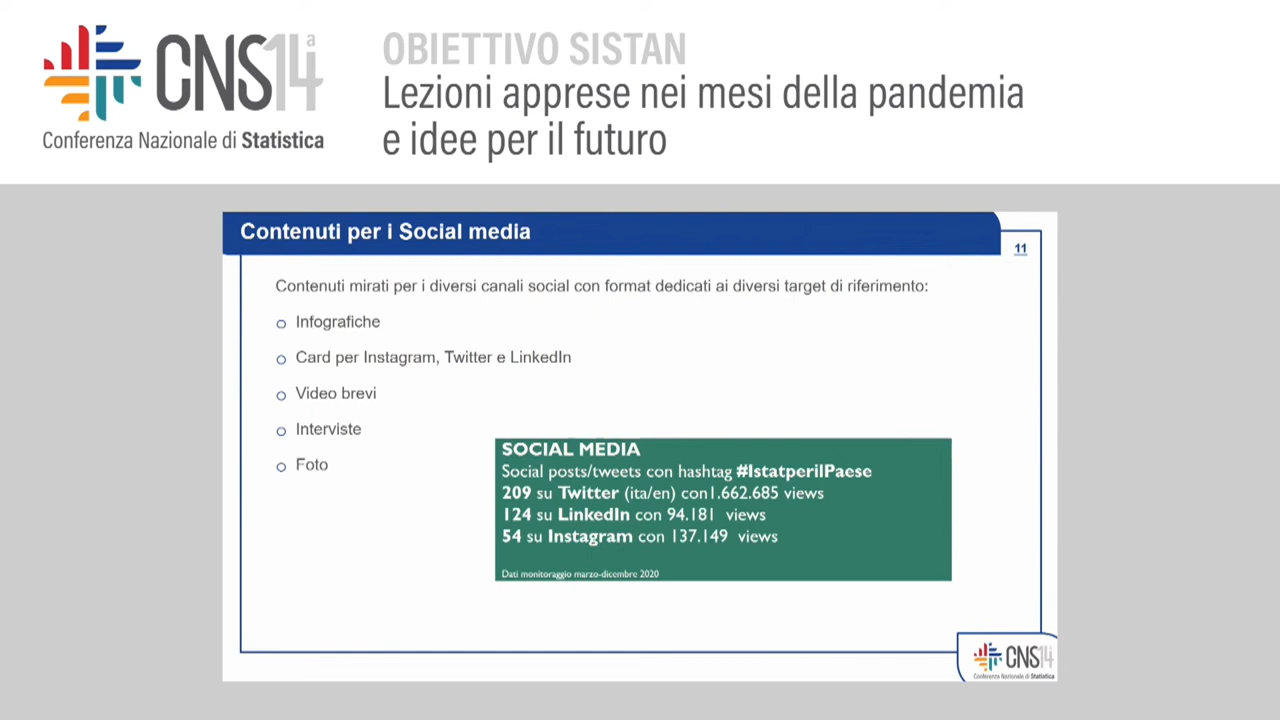 CNS14a
Conferenza Nazionale di Statistica
OBIETTIVO SISTAN
Lezioni apprese nei mesi della pandemia
e idee per il futuro
Contenuti per i Social media
11
Contenuti mirati per i diversi canali social con format dedicati ai diversi target di riferimento:
Infografiche
Card per Instagram, Twitter e LinkedIn
Video brevi
Interviste
Foto
SOCIAL MEDIA
Social posts/tweets con hashtag #IstatperilPaese
209 su Twitter (ita/en) con1.662.685 views
124 su LinkedIn con 94.181 views
54 su Instagram con 137.149 views
Dati monitoraggio marzo-dicembre 2020
CNS14a
Conferenza Nazionale di Statistica